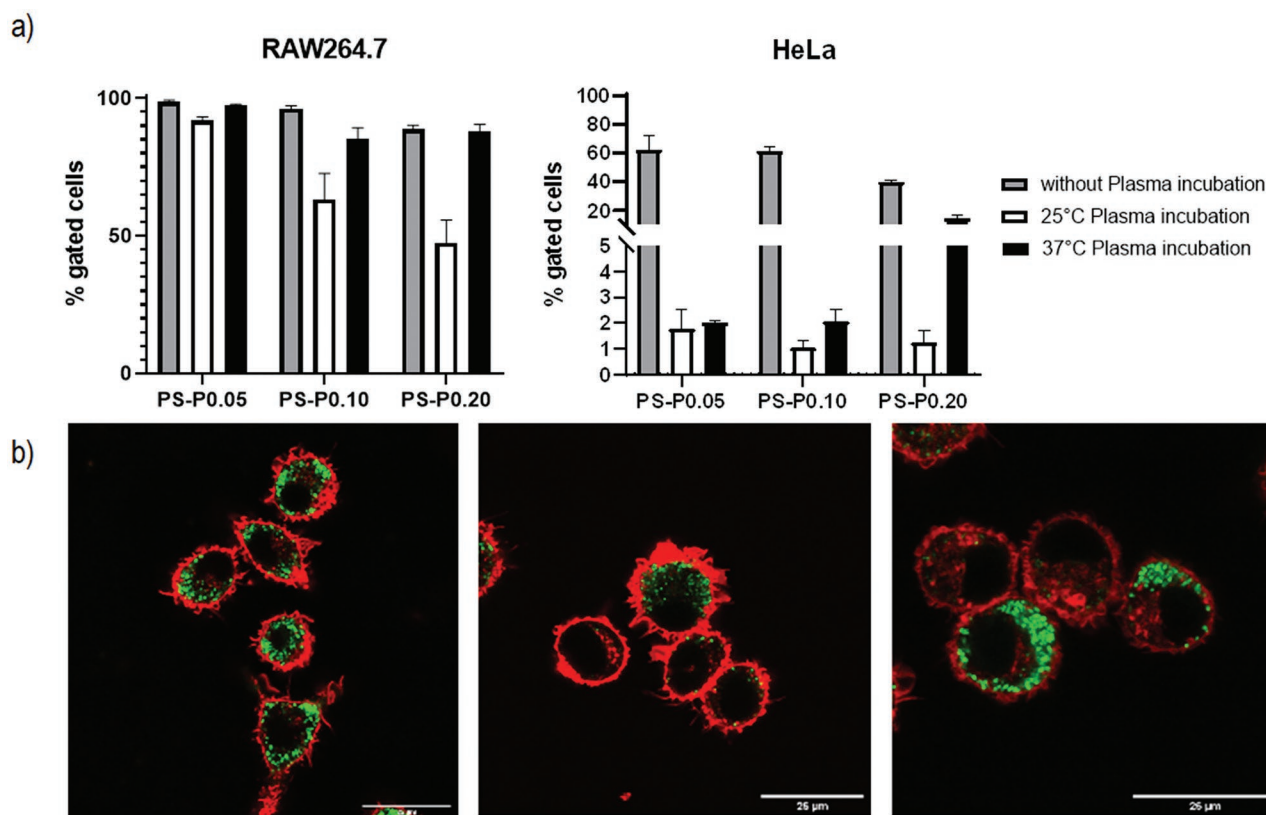 a)
RAW264.7
HeLa
% gated cells
100
50
0
PS-P0.05 PS-P0.10 PS-P0.20
% gated cells
100
80
60
40
20
5
4
3
2
1
0
PS-P0.05 PS-P0.10 PS-P0.20
without Plasma incubation
25°C Plasma incubation
37°C Plasma incubation
b)
25 µm
25 µm